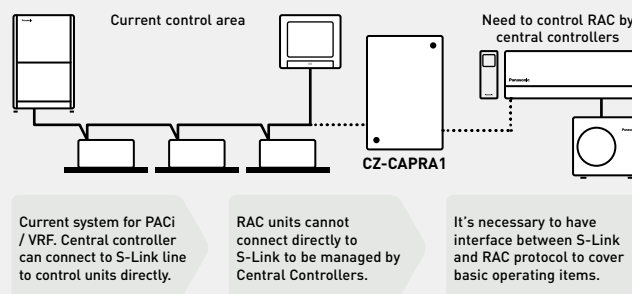 Current control area
Need to control RAC by
central controllers
Panasonic
CZ-CAPRA1
Current system for PACi
/ VRF. Central controller
can connect to S-Link line
to control units directly.
RAC units cannot
connect directly to
S-Link to be managed by
Central Controllers.
It's necessary to have
interface between S-Link
and RAC protocol to cover
basic operating items.